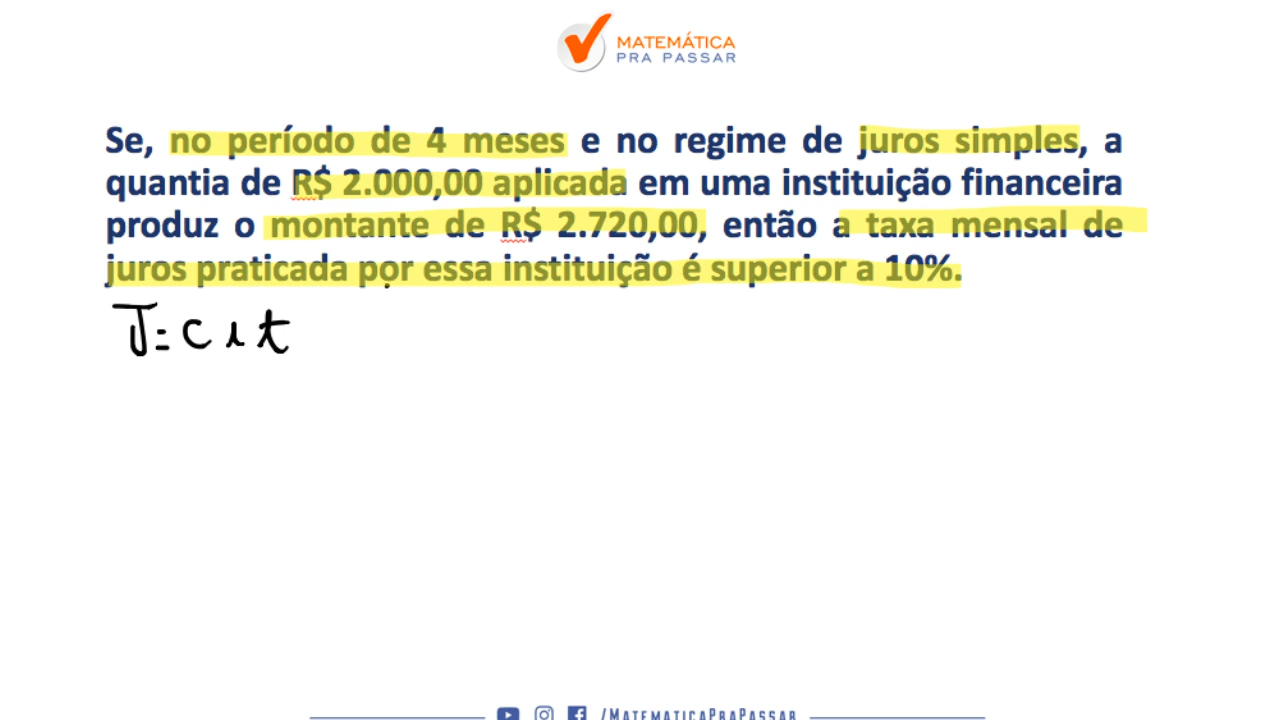 MATEMÁTICA
PRA PASSAR
Se, no período de 4 meses e no regime de juros simples, a
quantia de R$ 2.000,00 aplicada em uma instituição financeira
produz o montante de R$ 2.720,00, então a taxa mensal de
juros praticada por essa instituição é superior a 10%.
J = c i t
/MATEMATICAPRAPASSAR